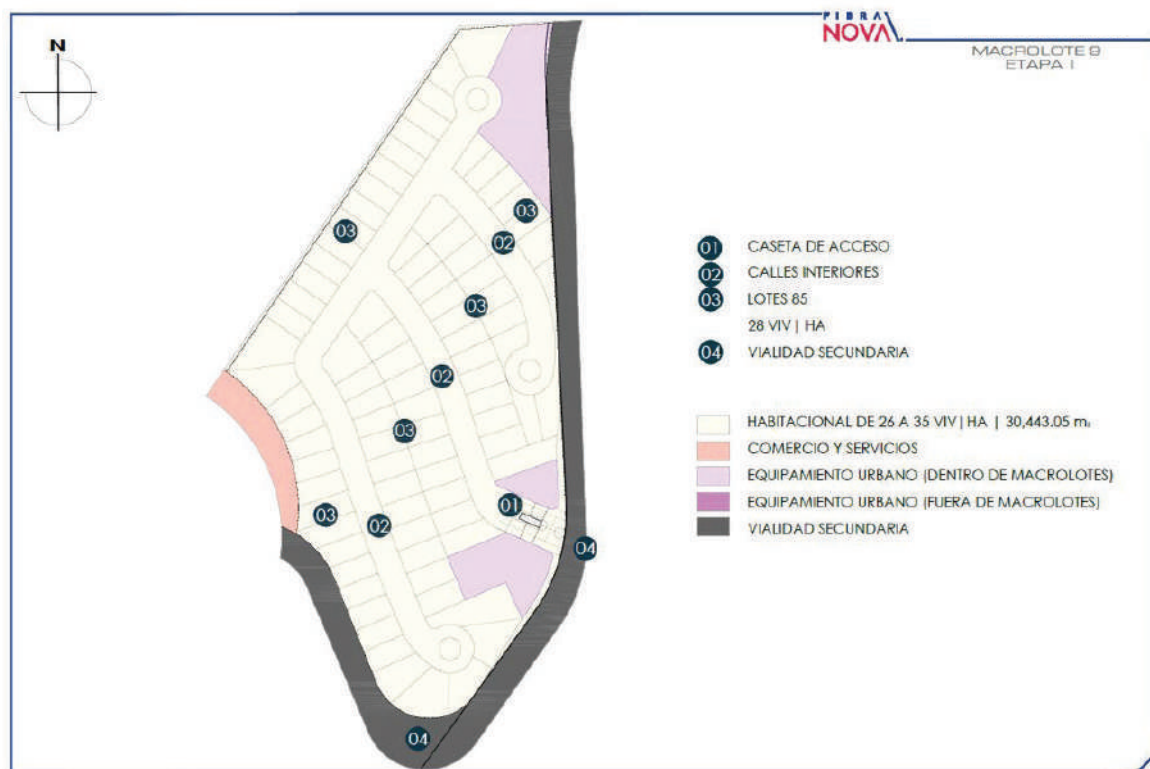 FIBRA
NOVA
MACROLOTE 9
ETAPA I
N
03
03
02
03
02
03
01
03
02
04
04
01 CASETA DE ACCESO
02 CALLES INTERIORES
03 LOTES 85
28 VIV | HA
04 VIALIDAD SECUNDARIA
HABITACIONAL DE 26 A 35 VIV | HA | 30,443.05 m²
COMERCIO Y SERVICIOS
EQUIPAMIENTO URBANO (DENTRO DE MACROLOTES)
EQUIPAMIENTO URBANO (FUERA DE MACROLOTES)
VIALIDAD SECUNDARIA